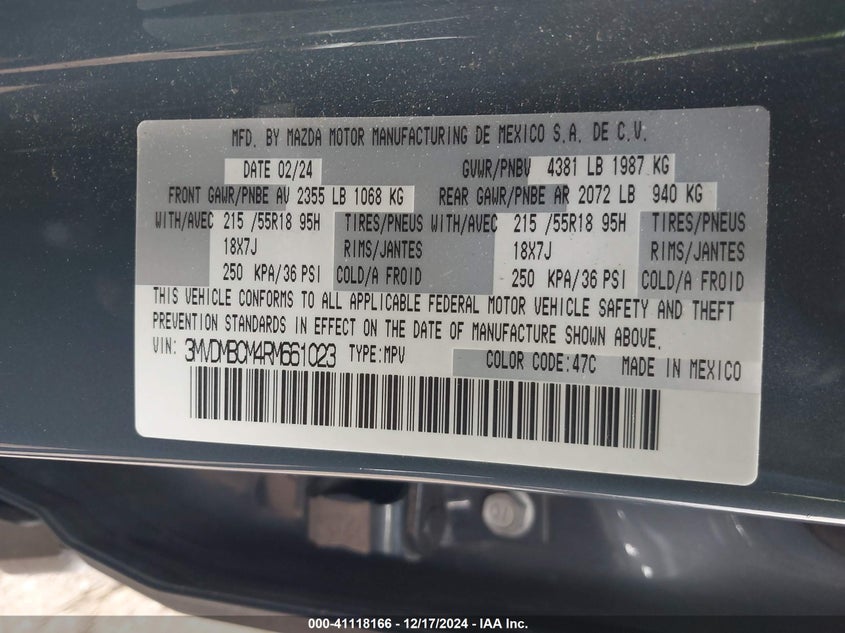 MFD. BY MAZDA MOTOR MANUFACTURING DE MEXICO S.A. DE C.V.
DATE 02/24 GVWR/PNBV 4381 LB 1987 KG
FRONT GAWR/PNBE AV 2355 LB 1068 KG REAR GAWR/PNBE AR 2072 LB 940 KG
WITH/AVEC 215 /55R18 95H TIRES/PNEUS WITH/AVEC 215 /55R18 95H TIRES/PNEUS
18X7J RIMS/JANTES 18X7J RIMS/JANTES
250 KPA/36 PSI COLD/A FROID 250 KPA/36 PSI COLD/A FROID
THIS VEHICLE CONFORMS TO ALL APPLICABLE FEDERAL MOTOR VEHICLE SAFETY AND THEFT
PREVENTION STANDARDS IN EFFECT ON THE DATE OF MANUFACTURE SHOWN ABOVE.
VIN: 3MVDMBCM4RM661023 TYPE:MPV COLOR CODE:47C MADE IN MEXICO
000-41118166 - 12/17/2024 - IAA Inc.